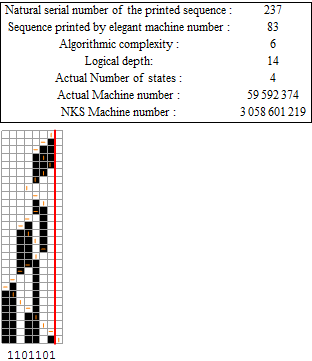 Natural serial number of the printed sequence : 237
Sequence printed by elegant machine number : 83
Algorithmic complexity : 6
Logical depth: 14
Actual Number of states : 4
Actual Machine number : 59 592 374
NKS Machine number : 3 058 601 219
1101101